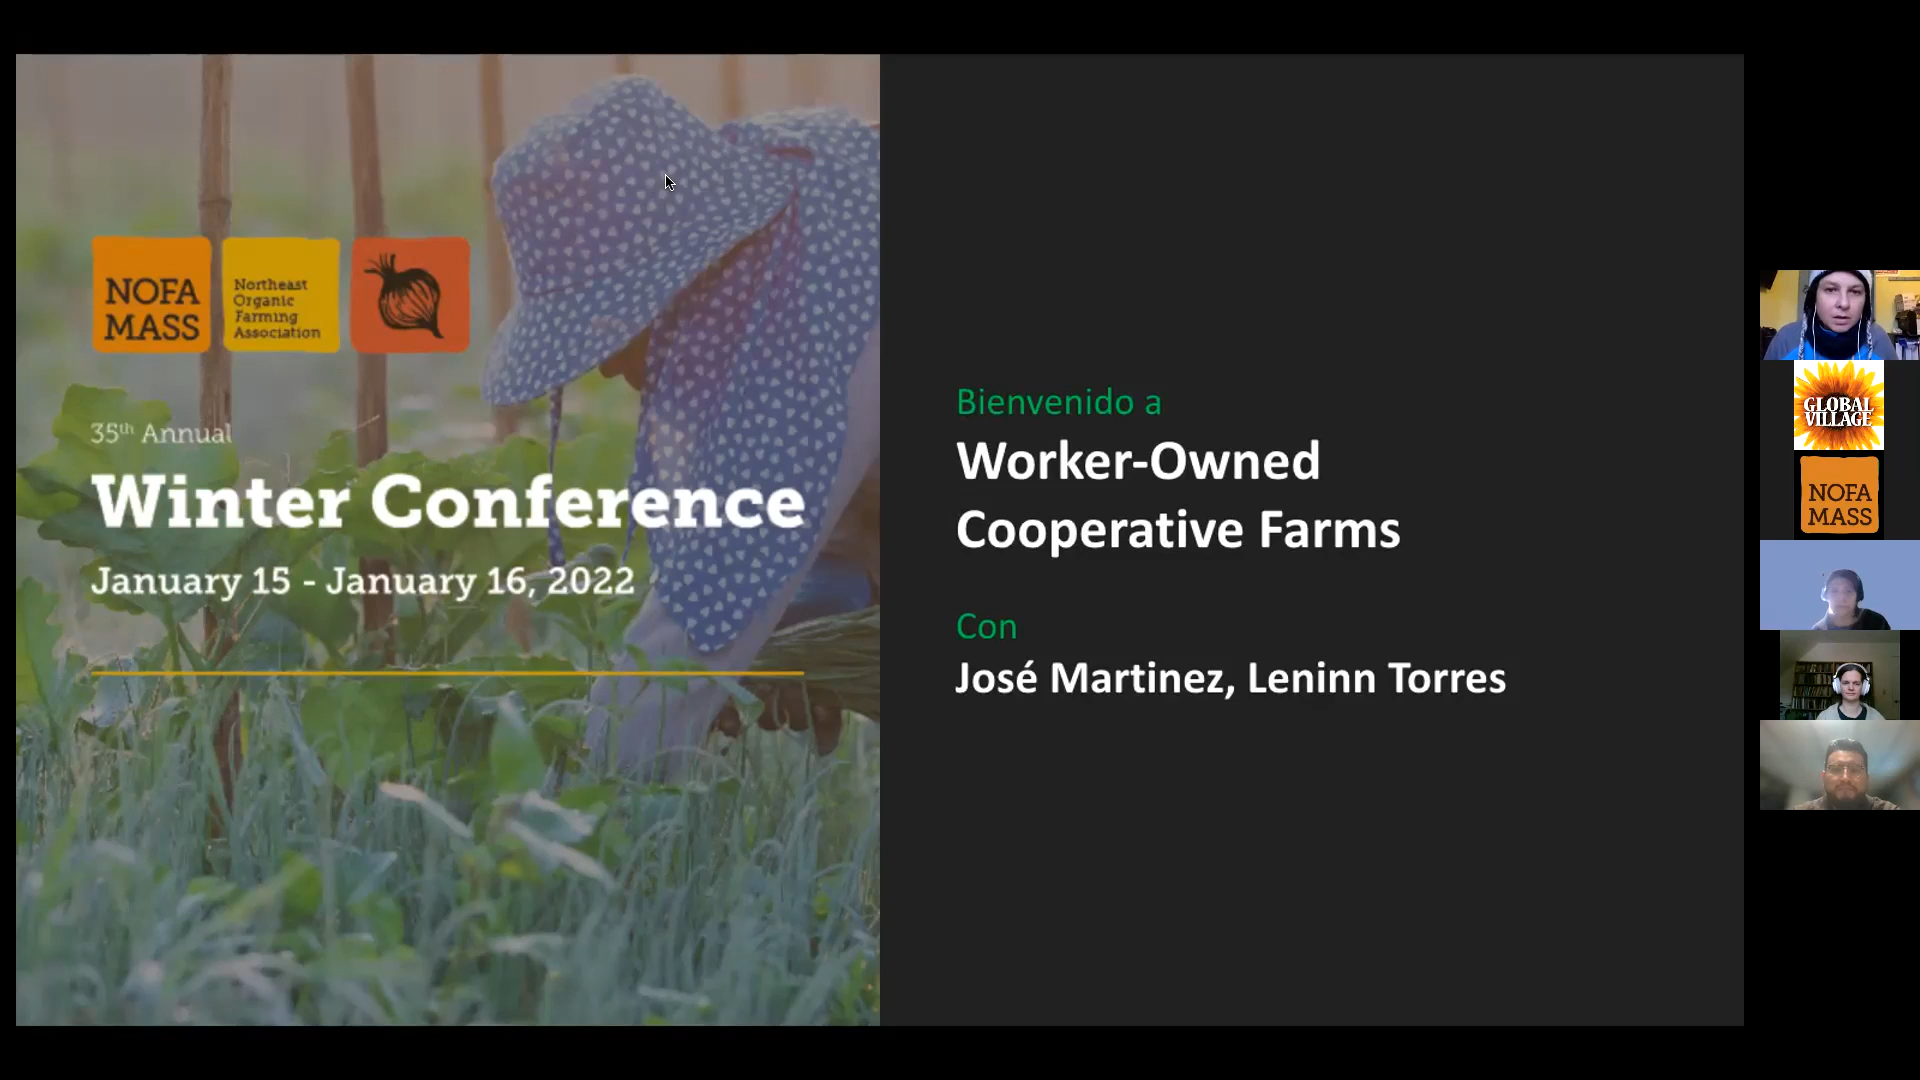 NOFA
MASS
Northeast
Organic
Farming
Association
35th Annual
Winter Conference
January 15 - January 16, 2022
Bienvenido a
Worker-Owned
Cooperative Farms
Con
José Martinez, Leninn Torres
GLOBAL
VILLAGE
NOFA
MASS